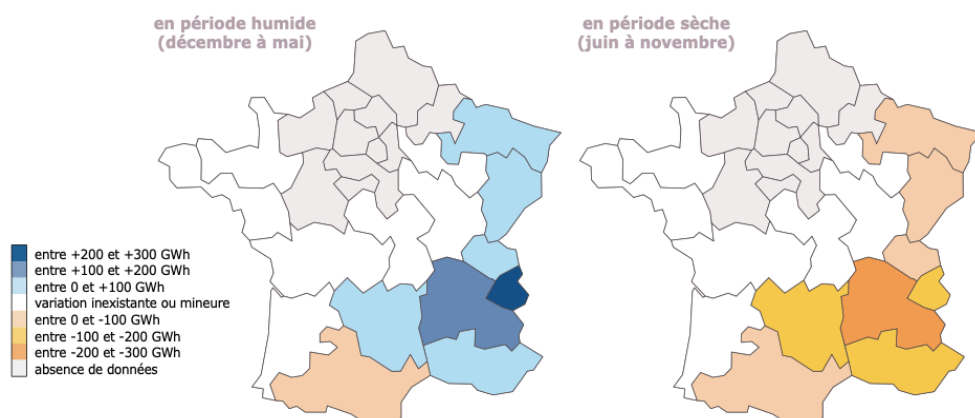 en période humide
(décembre à mai)
en période sèche
(juin à novembre)
entre +200 et +300 GWh
entre +100 et +200 GWh
entre 0 et +100 GWh
variation inexistante ou mineure
entre 0 et -100 GWh
entre -100 et -200 GWh
entre -200 et -300 GWh
absence de données